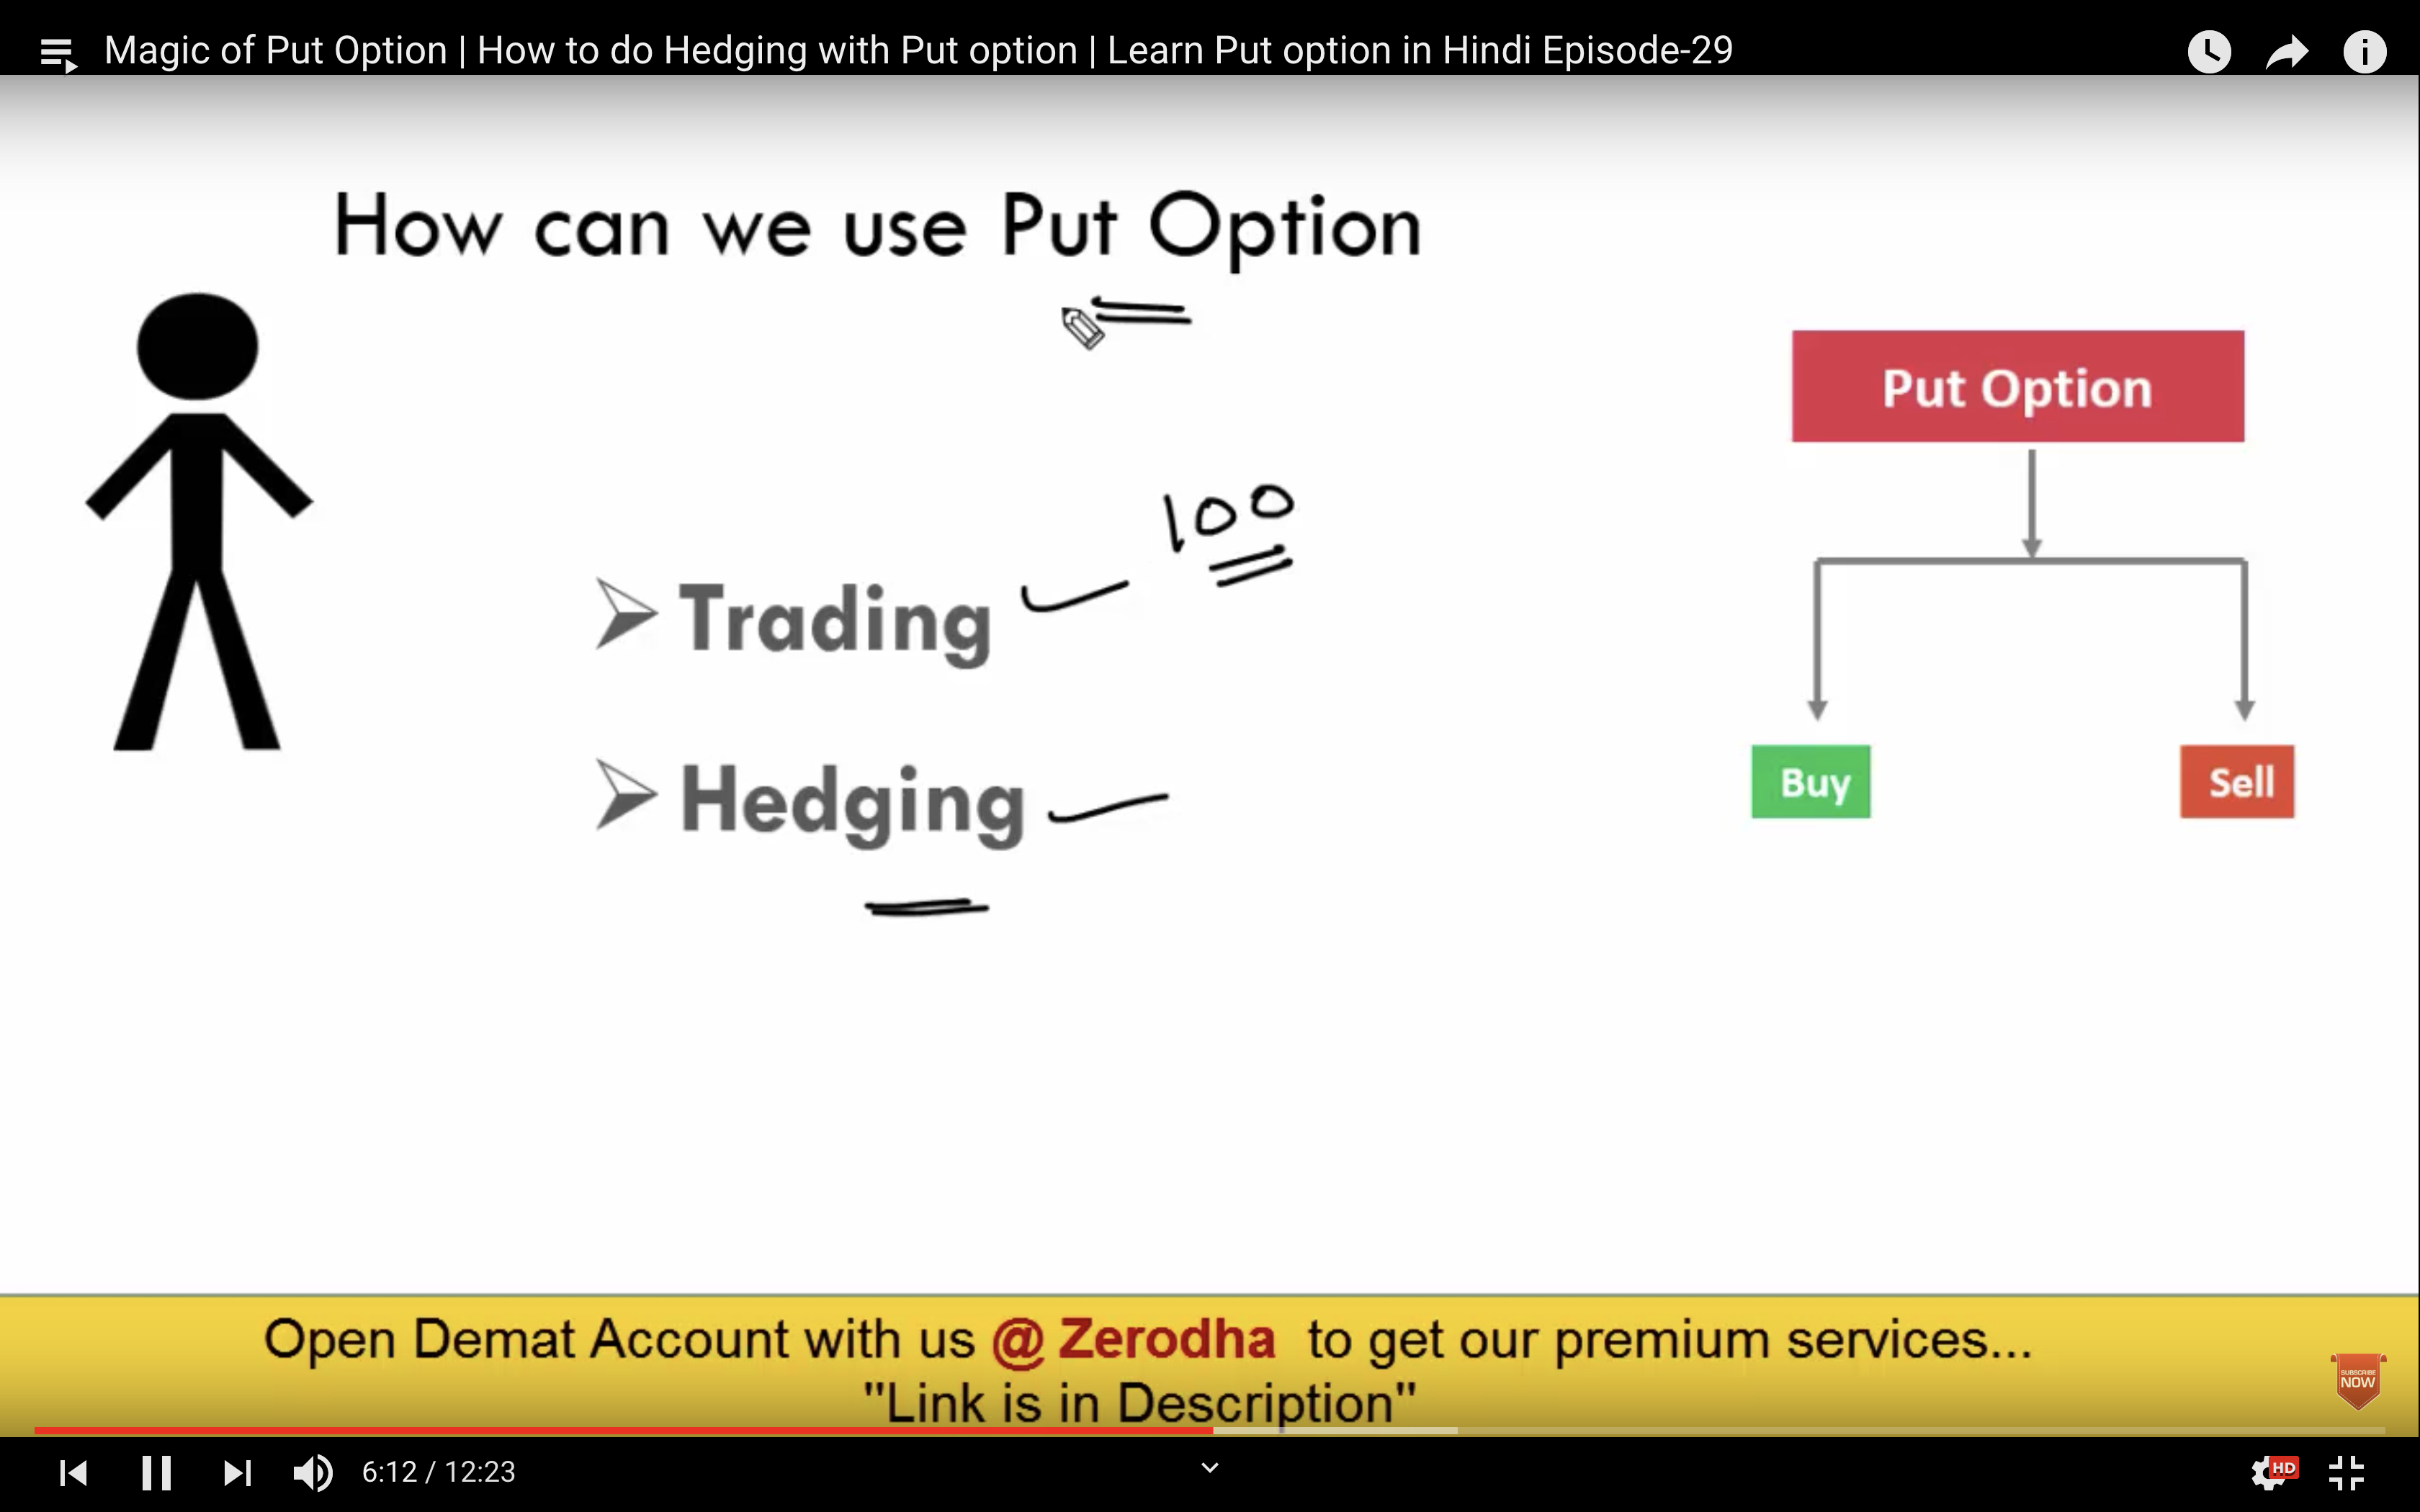 Magic of Put Option | How to do Hedging with Put option | Learn Put option in Hindi Episode-29
How can we use Put Option
Put Option
100
Trading
Hedging
Buy
Sell
Open Demat Account with us @ Zerodha to get our premium services...
"Link is in Description"
SUBSCRIBE
NOW
6:12 / 12:23
HD